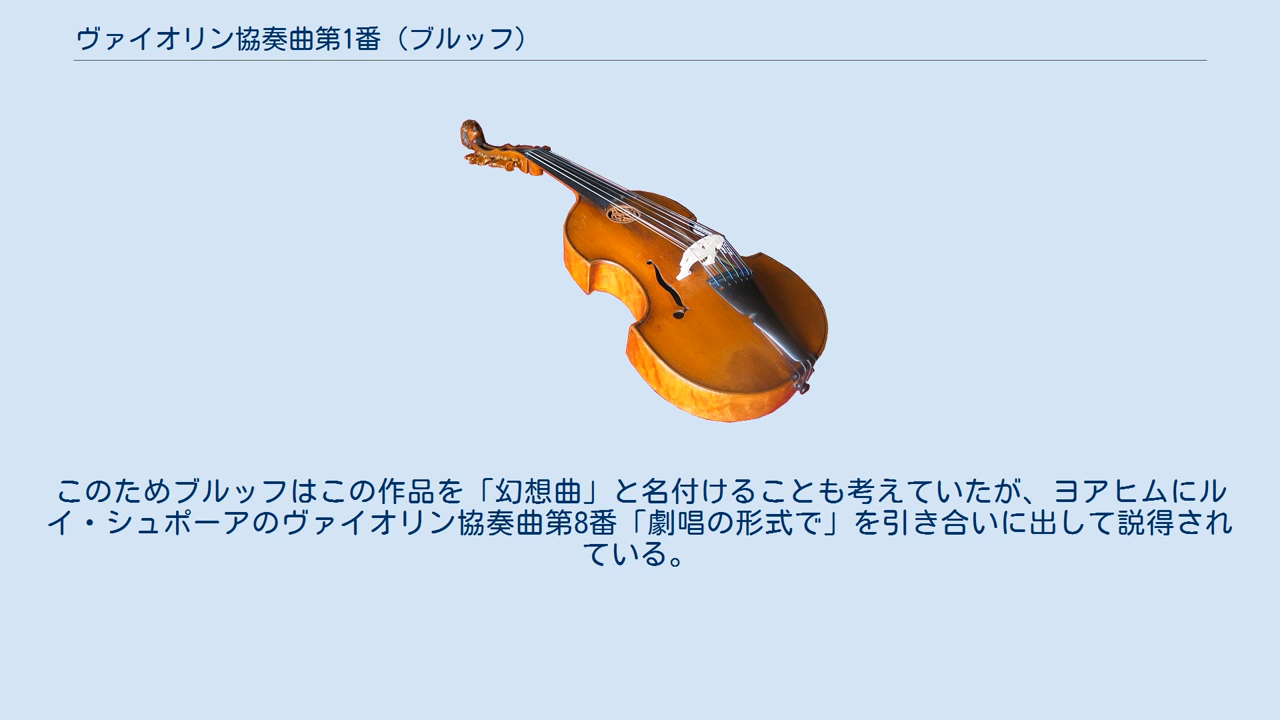 ヴァイオリン協奏曲第1番（ブルッフ）
このためブルッフはこの作品を「幻想曲」と名付けることも考えていたが、ヨアヒムにル
イ・シュポーアのヴァイオリン協奏曲第8番「劇唱の形式で」を引き合いに出して説得され
ている。